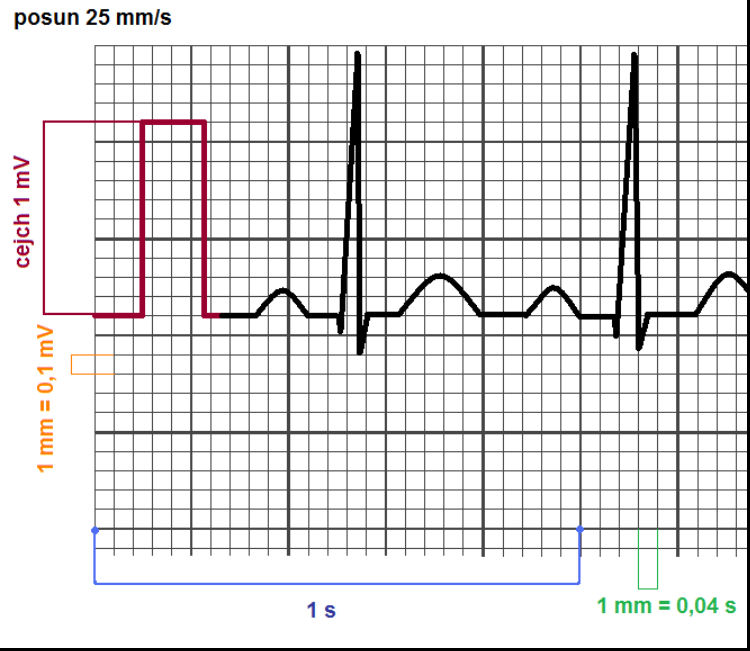 posun 25 mm/s
cejch 1 mV
1 mm = 0,1 mV
1 s
1 mm = 0,04 s